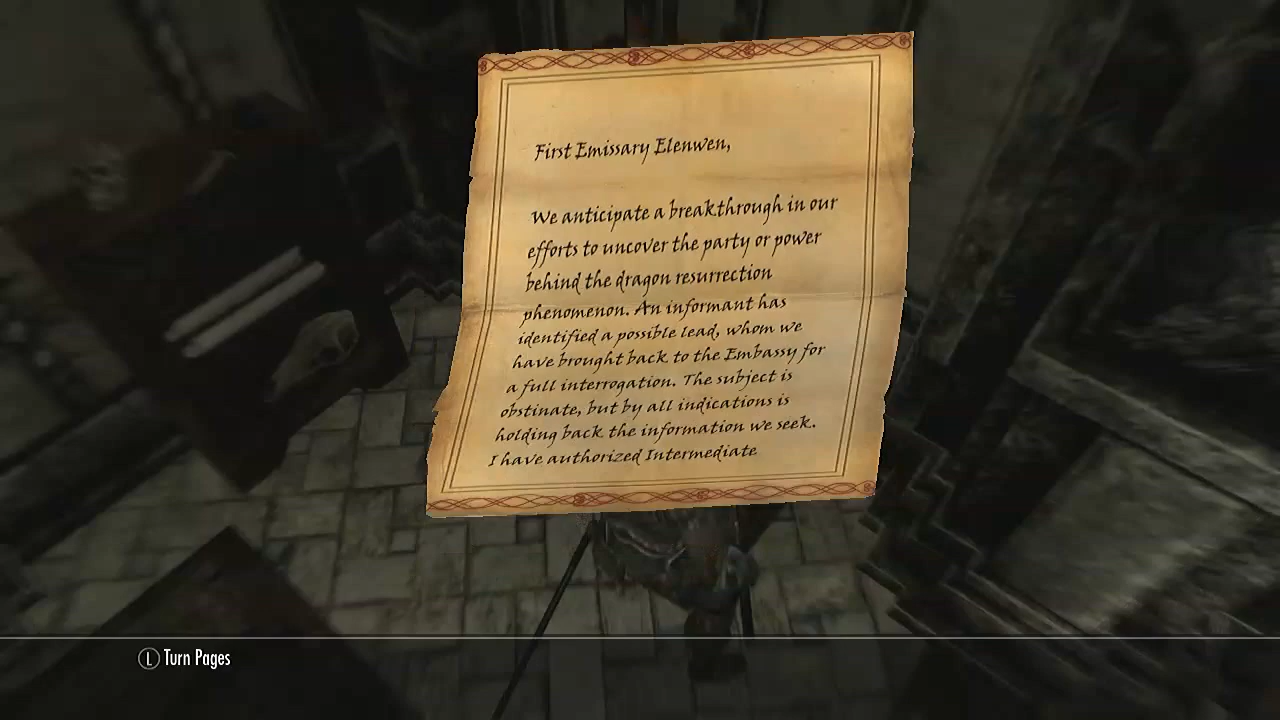 First Emissary Elenwen,
We anticipate a breakthrough in our
efforts to uncover the party or power
behind the dragon resurrection
phenomenon. An informant has
identified a possible lead, whom we
have brought back to the Embassy for
a full interrogation. The subject is
obstinate, but by all indications is
holding back the information we seek.
I have authorized Intermediate
L Turn Pages